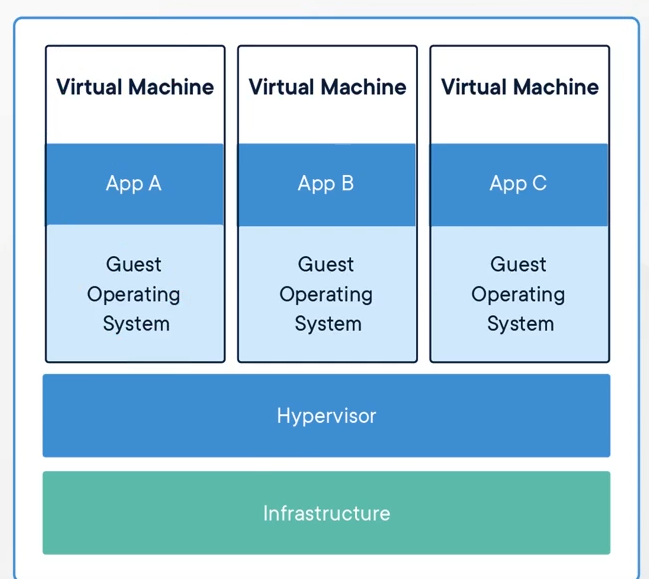 Virtual Machine
Virtual Machine
Virtual Machine
App A
App B
App C
Guest
Operating
System
Guest
Operating
System
Guest
Operating
System
Hypervisor
Infrastructure